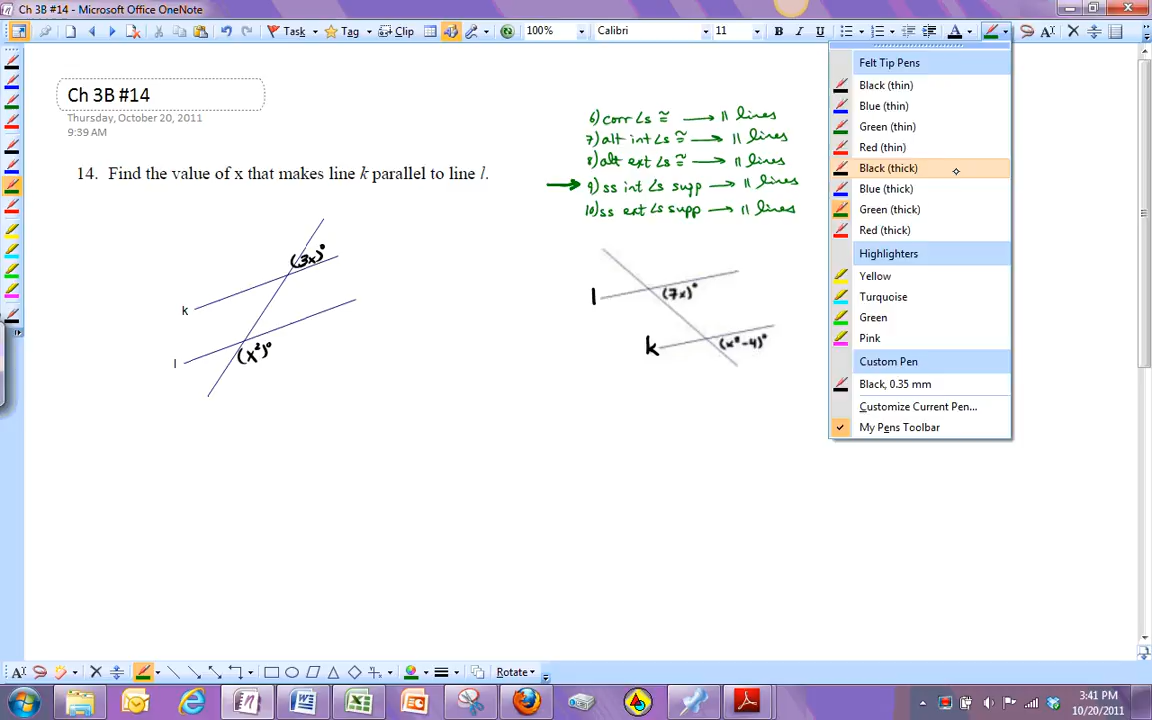 Ch 3B #14 - Microsoft Office OneNote
Task Tag Clip 100% Calibri 11 B I U A
Ch 3B #14
Thursday, October 20, 2011
9:39 AM
14. Find the value of x that makes line k parallel to line l.
(3x)°
k
l
(x²)°
6) corr ∠s ≅ → || lines
7) alt int ∠s ≅ → || lines
8) alt ext ∠s ≅ → || lines
→ 9) ss int ∠s supp → || lines
10) ss ext ∠s supp → || lines
l
(7x)°
k
Felt Tip Pens
Black (thin)
Blue (thin)
Green (thin)
Red (thin)
Black (thick)
Blue (thick)
Green (thick)
Red (thick)
Highlighters
Yellow
Turquoise
Green
Pink
Custom Pen
Black, 0.35 mm
Customize Current Pen...
My Pens Toolbar
Rotate
3:41 PM
10/20/2011